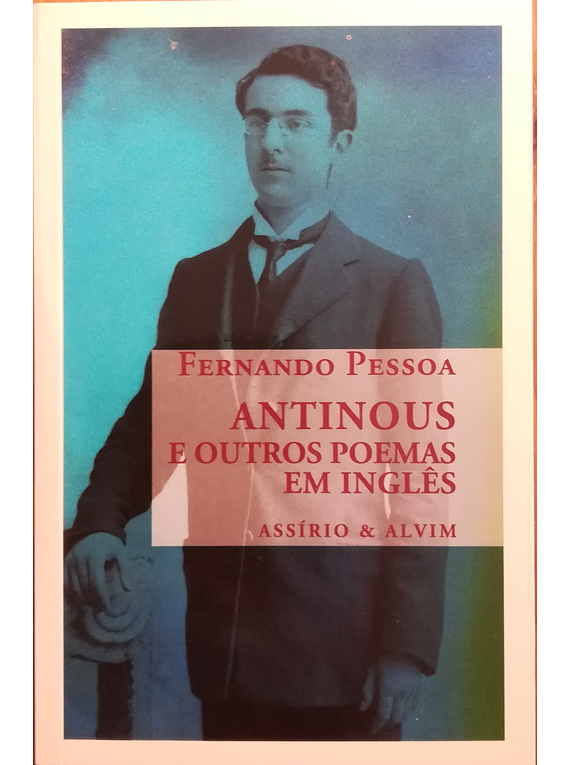 FERNANDO PESSOA
ANTINOUS
E OUTROS POEMAS
EM INGLÊS
ASSÍRIO & ALVIM